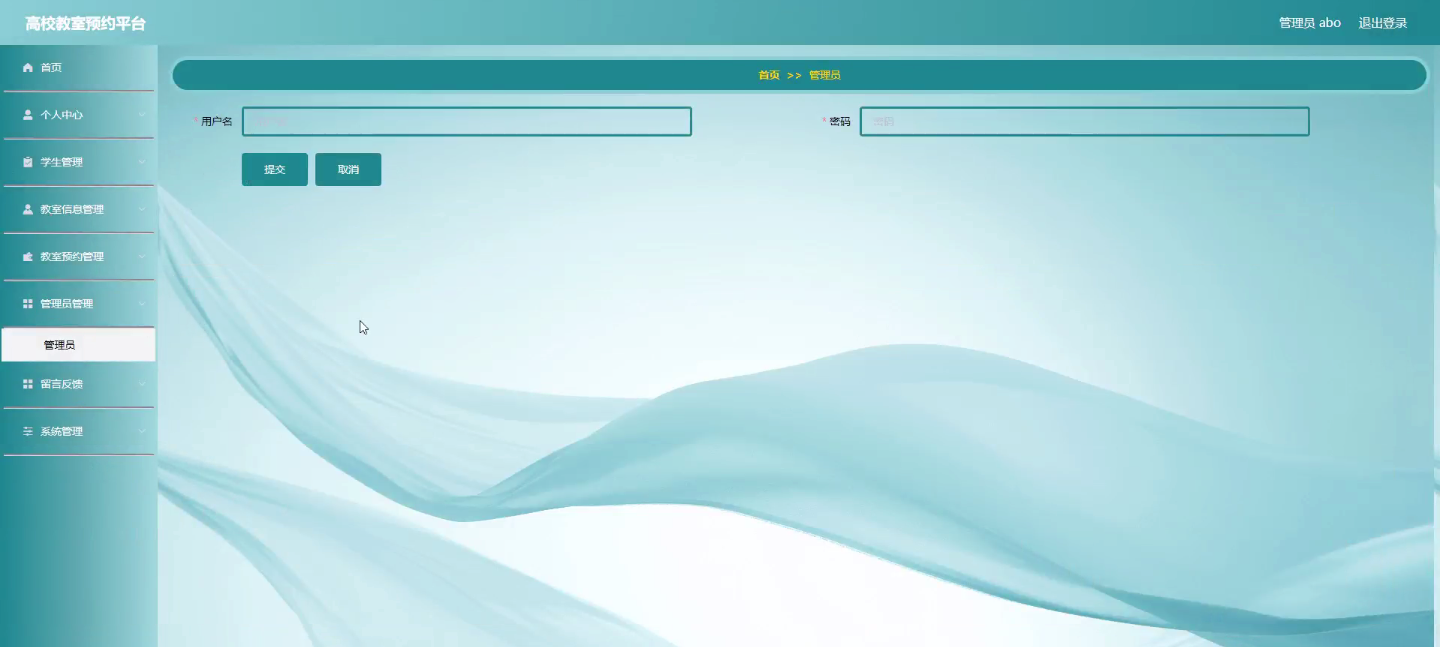 高校教室预约平台
管理员 abo 退出登录
首页
个人中心
学生管理
教室信息管理
教室预约管理
管理员管理
管理员
留言反馈
系统管理
首页 >> 管理员
* 用户名
* 密码 密码
提交 取消